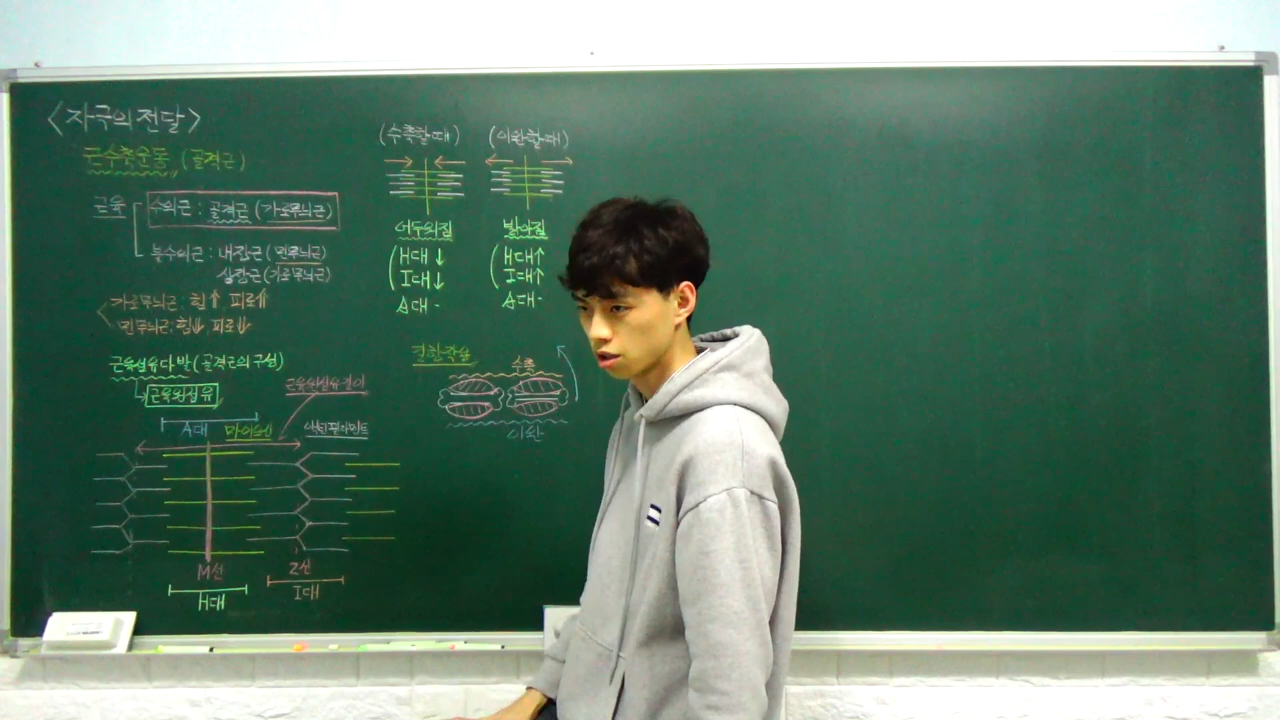 <자극의 전달>
근수축운동 (골격근)
근육
수의근 : 골격근 (가로무늬근)
불수의근 : 내장근 (민무늬근)
심장근 (가로무늬근)
가로무늬근 : 힘↑ 피로↑
민무늬근 : 힘↓ 피로↓
근육섬유다발 (골격근의 구성)
근육원섬유
근육원섬유 마디
A대
마이오신
액틴필라멘트
M선
Z선
H대
I대
(수축할 때)
어두워짐
H대↓
I대↓
A대 -
(이완할 때)
밝아짐
H대↑
I대↑
A대 -
길항작용
수축
이완